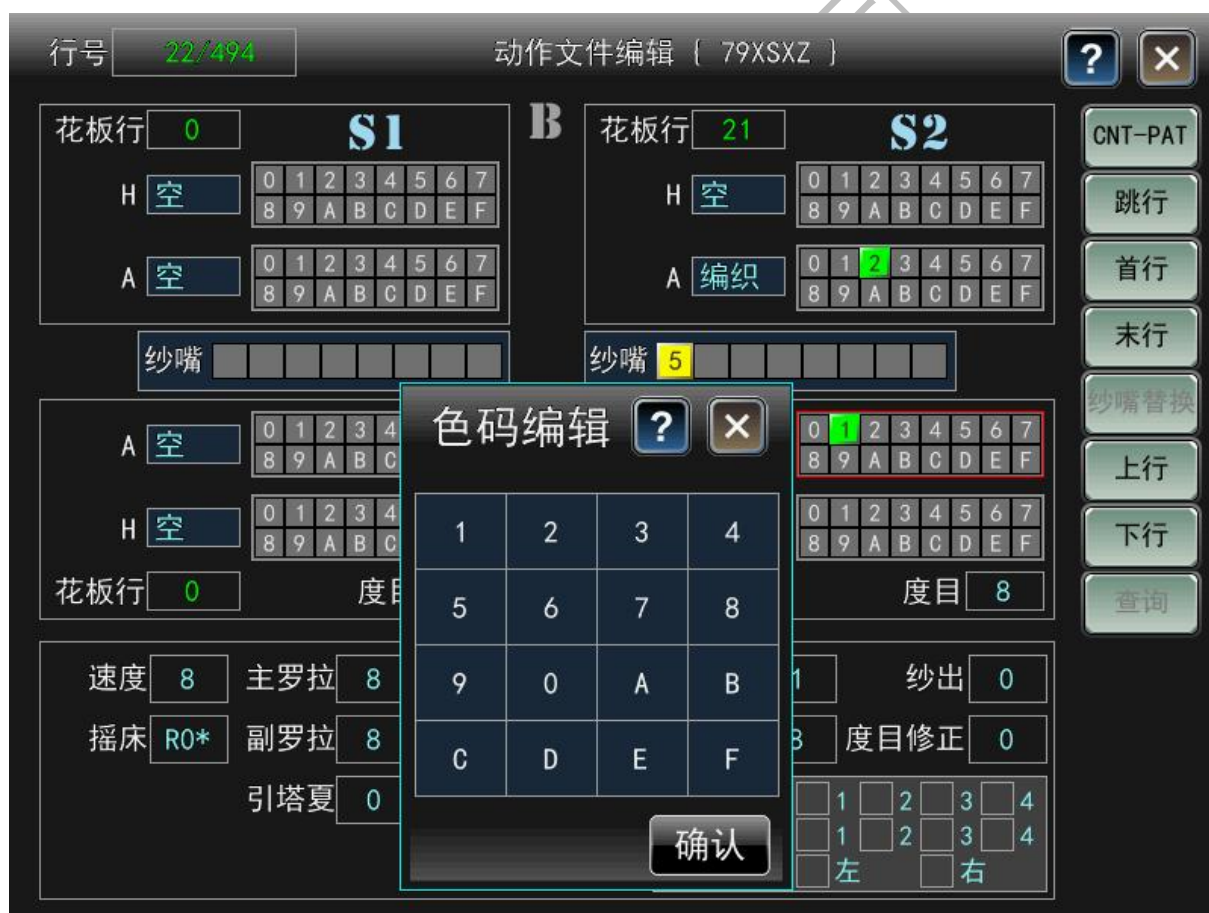 行号 22/494 动作文件编辑 { 79XSXZ } ? ×
花板行 0 S1 B 花板行 21 S2 CNT-PAT
H 空 0 1 2 3 4 5 6 7 H 空 0 1 2 3 4 5 6 7 跳行
8 9 A B C D E F 8 9 A B C D E F
A 空 0 1 2 3 4 5 6 7 A 编织 0 1 2 3 4 5 6 7 首行
8 9 A B C D E F 8 9 A B C D E F
纱嘴 纱嘴 5 末行
纱嘴替换
A 空 0 1 2 3 4 0 1 2 3 4 5 6 7 上行
8 9 A B C 8 9 A B C D E F
H 空 0 1 2 3 4 0 1 2 3 4 5 6 7 下行
8 9 A B C 8 9 A B C D E F
花板行 0 度目 度目 8 查询
速度 8 主罗拉 8 1 纱出 0
摇床 R0* 副罗拉 8 8 度目修正 0
引塔夏 0 1 2 3 4
1 2 3 4
左 右
色码编辑 ? ×
1 2 3 4
5 6 7 8
9 0 A B
C D E F
确认